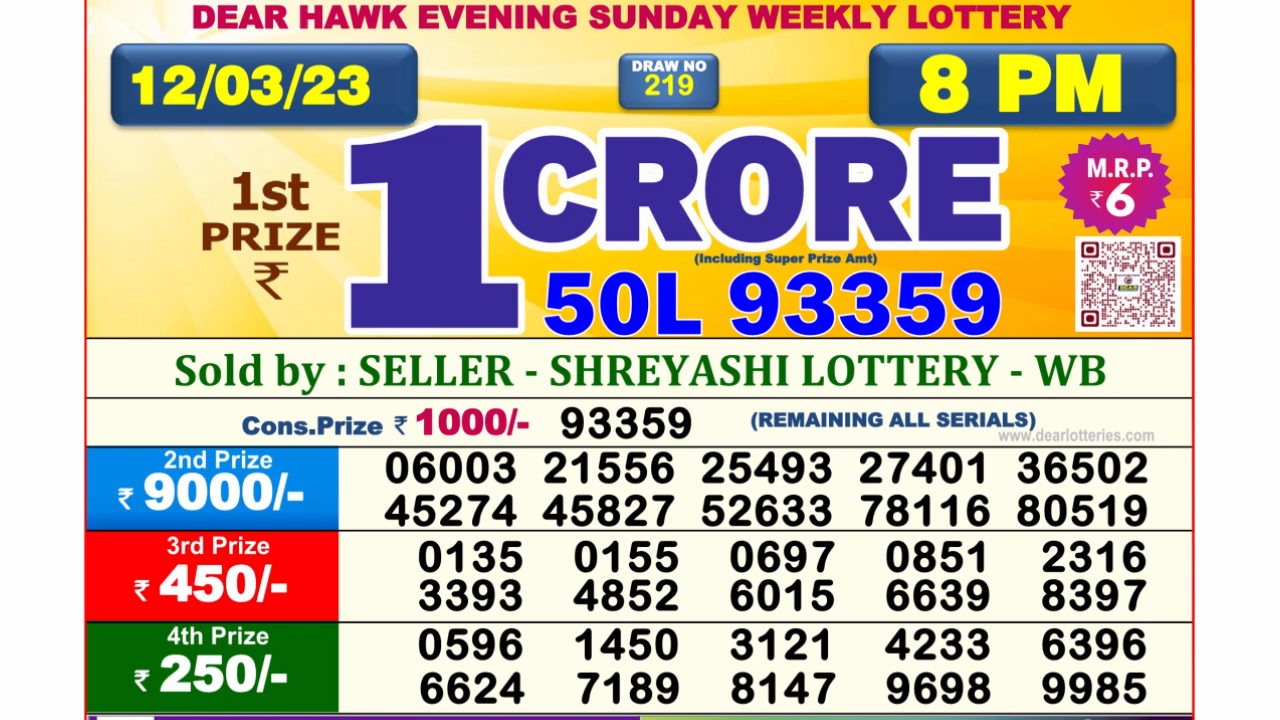 DEAR HAWK EVENING SUNDAY WEEKLY LOTTERY
12/03/23
DRAW NO
219
8 PM
1st
PRIZE
₹
1 CRORE
(Including Super Prize Amt)
M.R.P.
₹6
50L 93359
Sold by : SELLER - SHREYASHI LOTTERY - WB
Cons.Prize ₹ 1000/- 93359 (REMAINING ALL SERIALS)
www.dearlotteries.com
2nd Prize
₹ 9000/-
06003 21556 25493 27401 36502
45274 45827 52633 78116 80519
3rd Prize
₹ 450/-
0135 0155 0697 0851 2316
3393 4852 6015 6639 8397
4th Prize
₹ 250/-
0596 1450 3121 4233 6396
6624 7189 8147 9698 9985